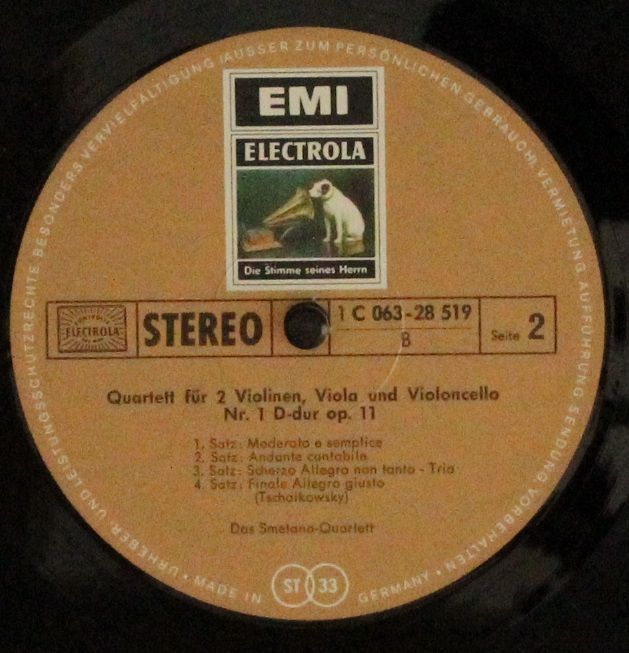 URHEBER- UND LEISTUNGSSCHUTZRECHTE BESONDERS VERVIELFÄLTIGUNG (AUSSER ZUM PERSÖNLICHEN GEBRAUCH) VERMIETUNG AUFFÜHRUNG SENDUNG VORBEHALTEN
EMI
ELECTROLA
Die Stimme seines Herrn
ELECTROLA
STEREO
1 C 063-28 519
B
Seite 2
Quartett für 2 Violinen, Viola und Violoncello
Nr. 1 D-dur op. 11
1. Satz: Moderato e semplice
2. Satz: Andante cantabile
3. Satz: Scherzo Allegro non tanto - Trio
4. Satz: Finale Allegro giusto
(Tschaikowsky)
Das Smetana-Quartett
• MADE IN ST 33 GERMANY •